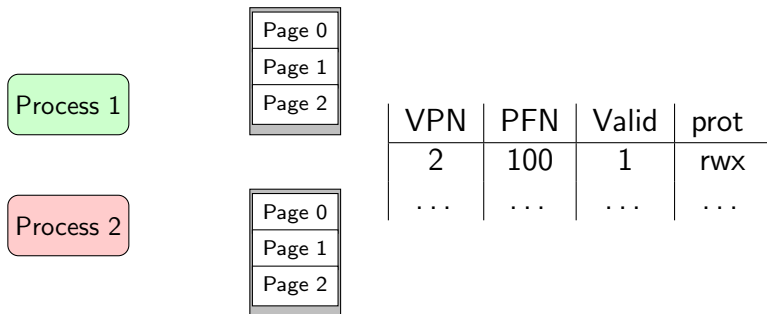 Process 1
Page 0
Page 1
Page 2
Process 2
Page 0
Page 1
Page 2
VPN PFN Valid prot
2 100 1 rwx
. . . . . . . . . . . .